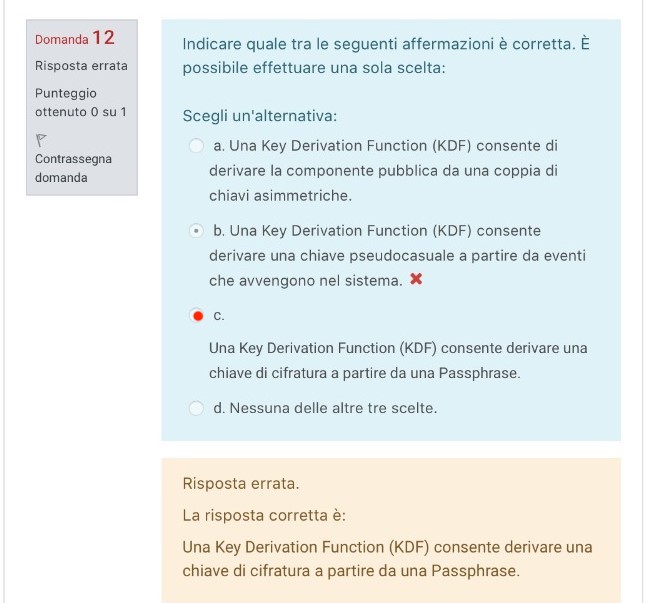 Domanda 12
Risposta errata
Punteggio
ottenuto 0 su 1
Contrassegna
domanda
Indicare quale tra le seguenti affermazioni è corretta. È
possibile effettuare una sola scelta:
Scegli un'alternativa:
a. Una Key Derivation Function (KDF) consente di
derivare la componente pubblica da una coppia di
chiavi asimmetriche.
b. Una Key Derivation Function (KDF) consente
derivare una chiave pseudocasuale a partire da eventi
che avvengono nel sistema.
c.
Una Key Derivation Function (KDF) consente derivare una
chiave di cifratura a partire da una Passphrase.
d. Nessuna delle altre tre scelte.
Risposta errata.
La risposta corretta è:
Una Key Derivation Function (KDF) consente derivare una
chiave di cifratura a partire da una Passphrase.